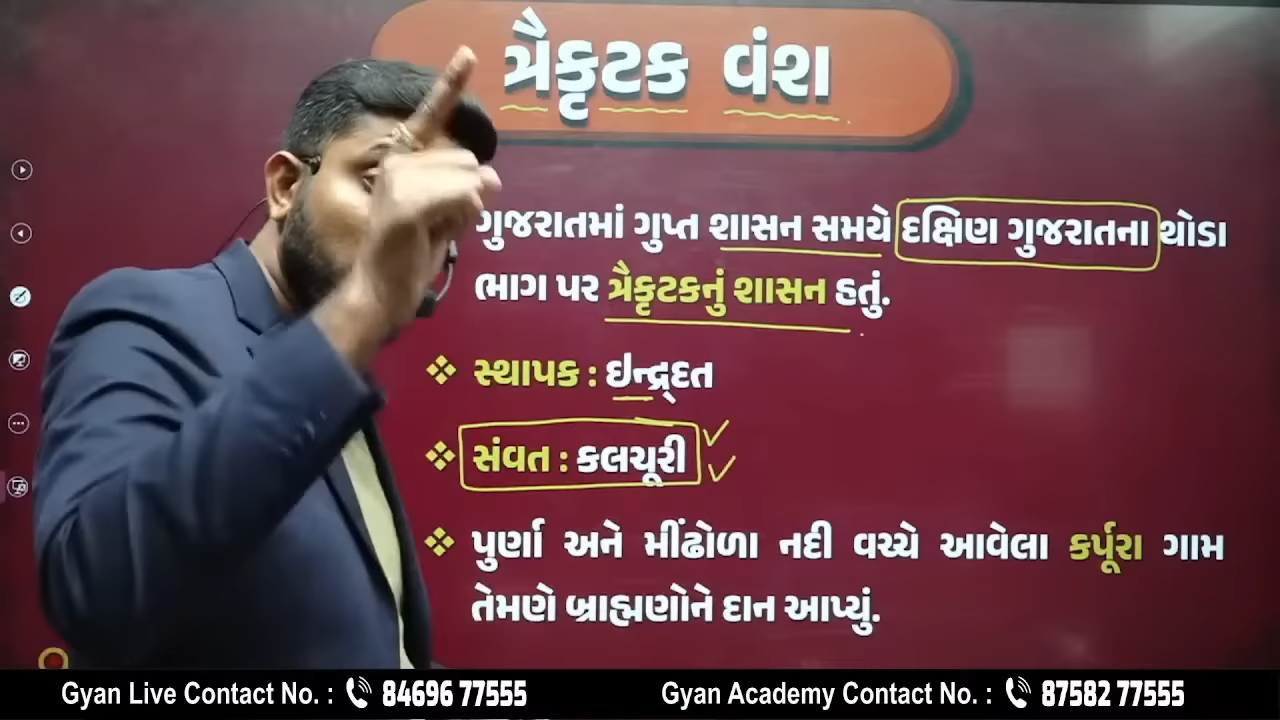 ત્રૈકૃટક વંશ
ગુજરાતમાં ગુપ્ત શાસન સમયે દક્ષિણ ગુજરાતના થોડા
ભાગ પર ત્રૈકૃટકનું શાસન હતું.
❖ સ્થાપક : ઇન્દ્રદત
❖ સંવત : કલચૂરી
❖ પુર્ણા અને મીંઢોળા નદી વચ્ચે આવેલા કર્પૂરા ગામ
તેમણે બ્રાહ્મણોને દાન આપ્યું.
Gyan Live Contact No. : 84696 77555
Gyan Academy Contact No. : 87582 77555